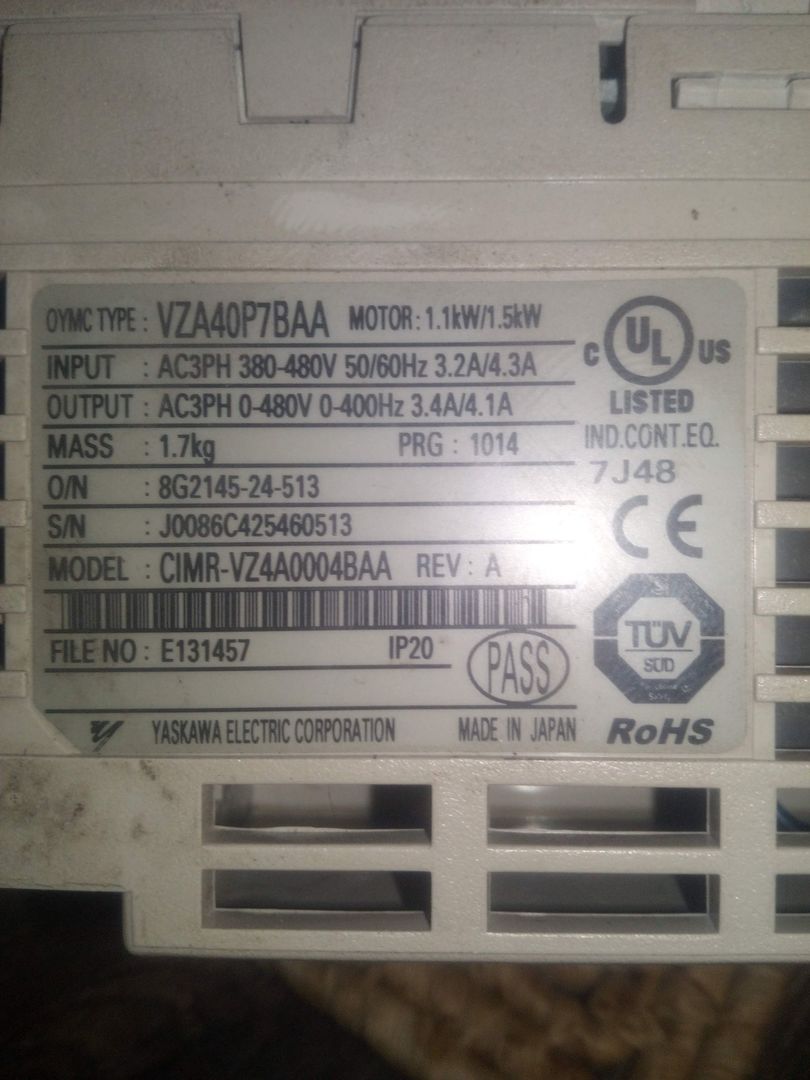 OYMC TYPE : VZA40P7BAA MOTOR : 1.1kW/1.5kW
INPUT : AC3PH 380-480V 50/60Hz 3.2A/4.3A
OUTPUT : AC3PH 0-480V 0-400Hz 3.4A/4.1A
MASS : 1.7kg PRG : 1014
O/N : 8G2145-24-513
S/N : J0086C425460513
MODEL : CIMR-VZ4A0004BAA REV : A
FILE NO : E131457 IP20
PASS
YASKAWA ELECTRIC CORPORATION MADE IN JAPAN
C UL US
LISTED
IND.CONT.EQ.
7J48
CE
TÜV
SÜD
RoHS